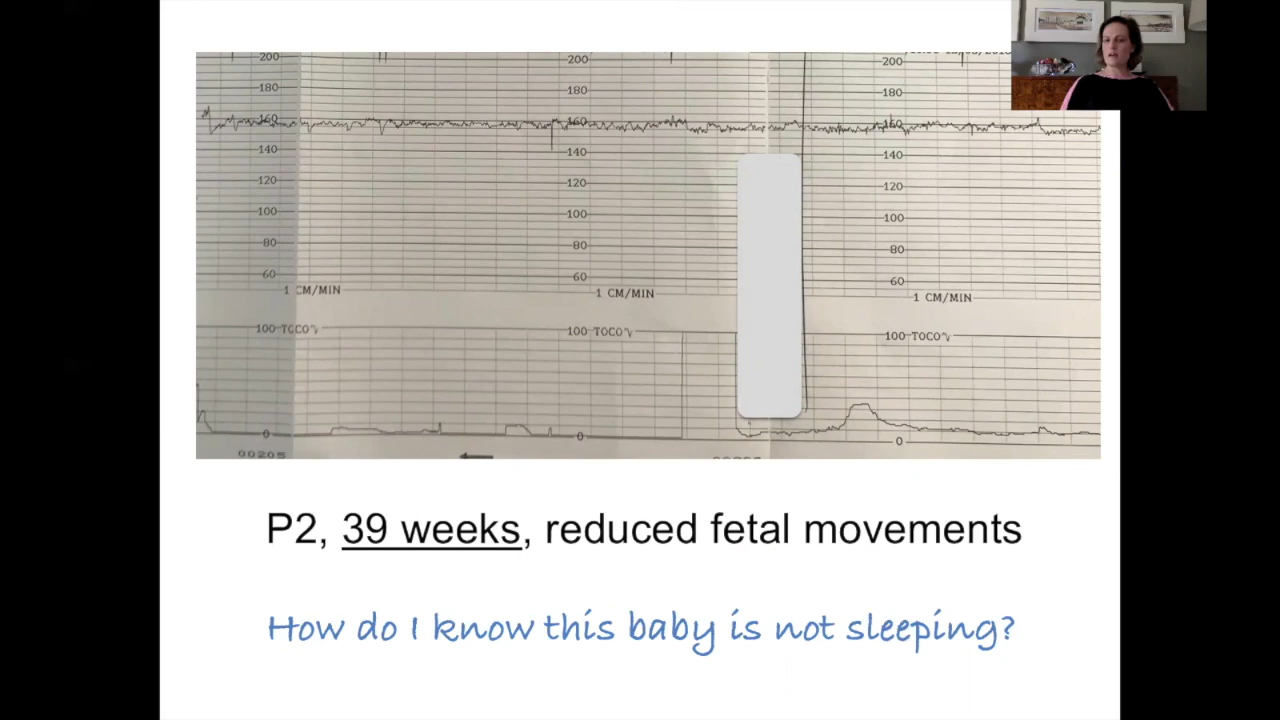 200 200 200
180 180 180
160 160 160
140 140 140
120 120 120
100 100 100
80 80 80
60 60 60
1 CM/MIN 1 CM/MIN 1 CM/MIN
100 TOCO 100 TOCO 100 TOCO
0 0 0
00205
P2, 39 weeks, reduced fetal movements
How do I know this baby is not sleeping?